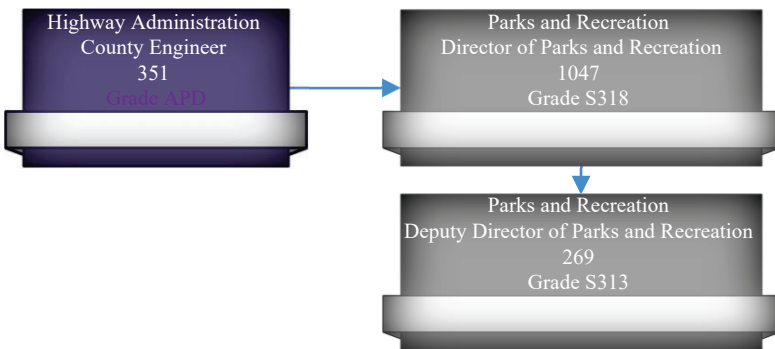 Highway Administration
County Engineer
351
Grade APD
Parks and Recreation
Director of Parks and Recreation
1047
Grade S318
Parks and Recreation
Deputy Director of Parks and Recreation
269
Grade S313